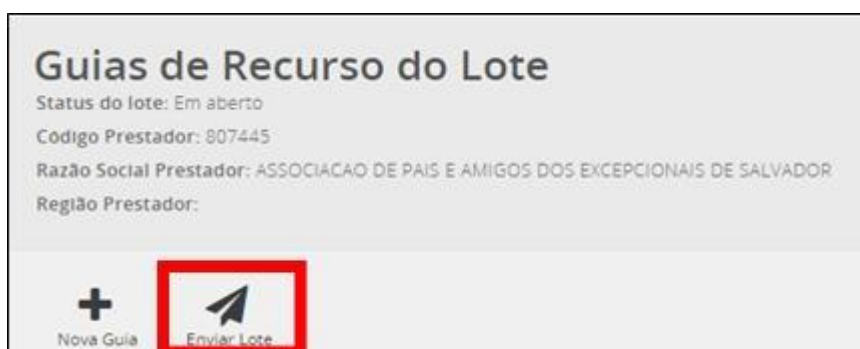 Guias de Recurso do Lote
Status do lote: Em aberto
Código Prestador: 807445
Razão Social Prestador: ASSOCIACAO DE PAIS E AMIGOS DOS EXCEPCIONAIS DE SALVADOR
Região Prestador:
Nova Guia Enviar Lote